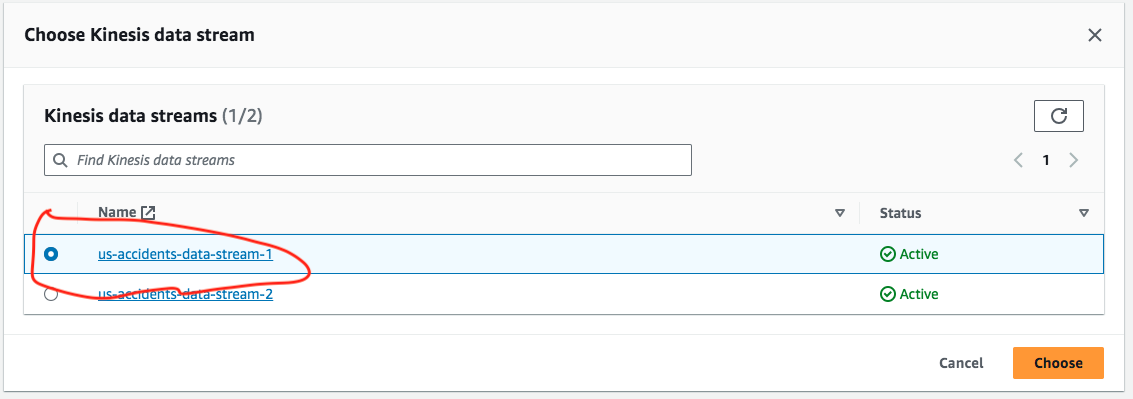 Choose Kinesis data stream
Kinesis data streams (1/2)
Find Kinesis data streams
1
Name Status
us-accidents-data-stream-1 Active
us-accidents-data-stream-2 Active
Cancel Choose